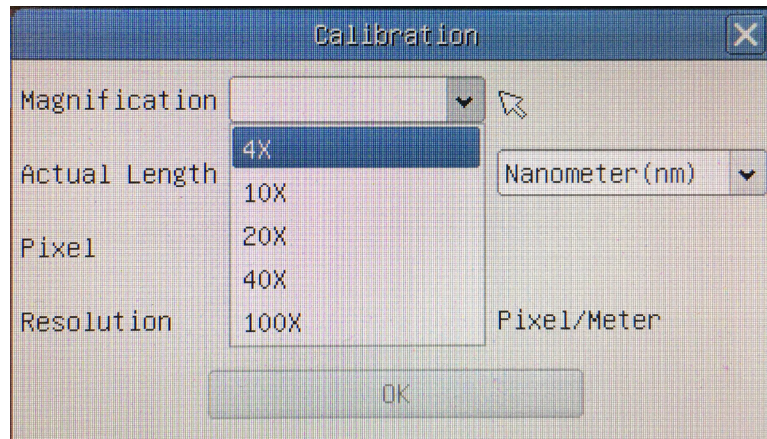 Calibration
Magnification
4X
Actual Length
Nanometer(nm)
10X
Pixel
20X
40X
Resolution
100X
Pixel/Meter
OK